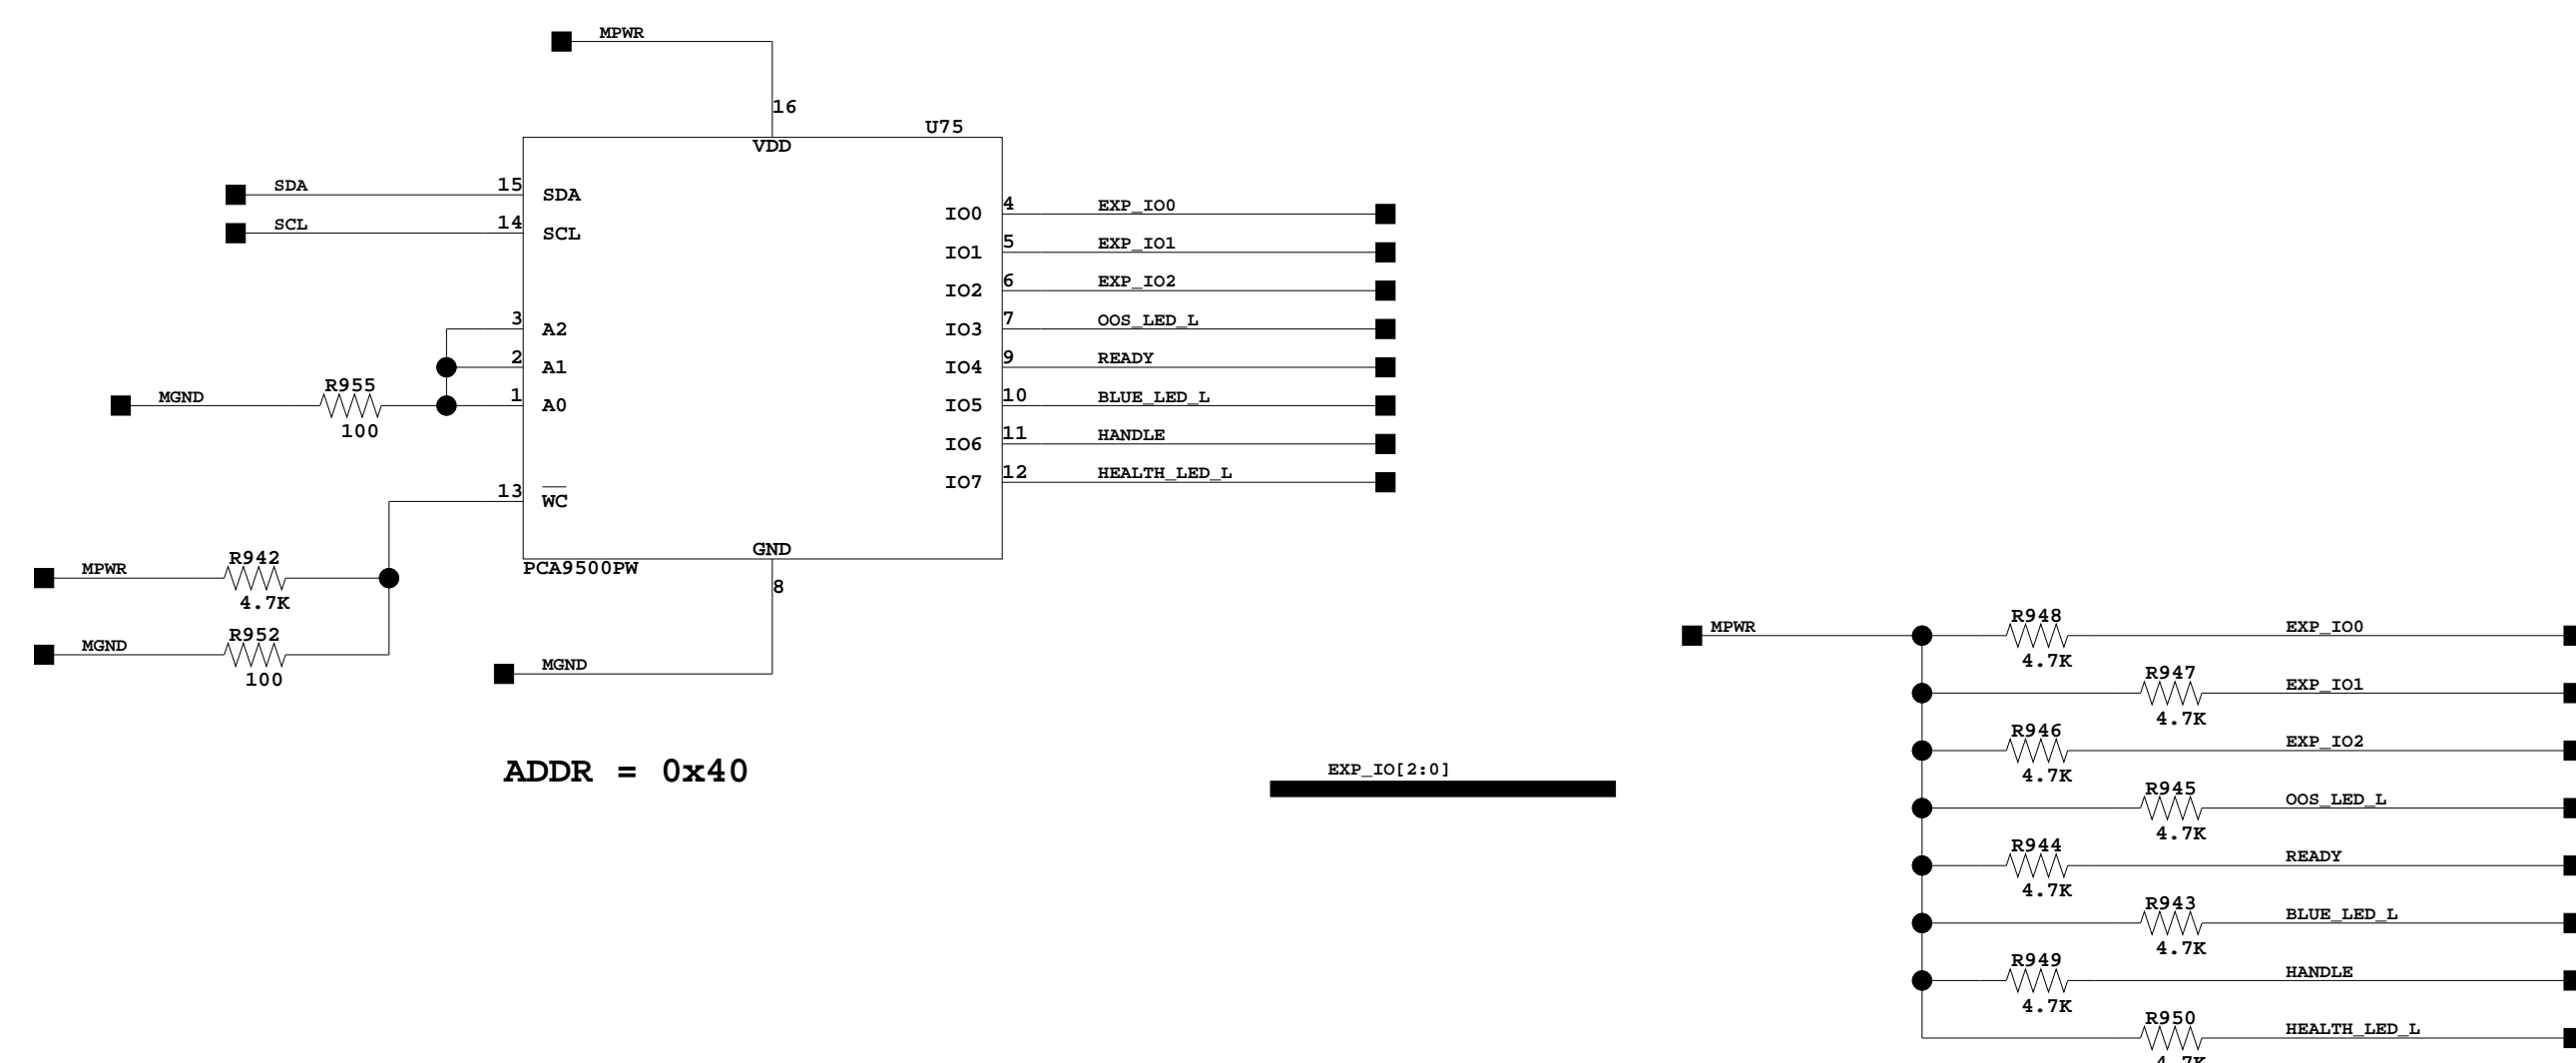 MPWR
16
U75
VDD
SDA 15 SDA
SCL 14 SCL
3 A2
2 A1
R955
MGND 1 A0
100
13 WC
IO0 4 EXP_IO0
IO1 5 EXP_IO1
IO2 6 EXP_IO2
IO3 7 OOS_LED_L
IO4 9 READY
IO5 10 BLUE_LED_L
IO6 11 HANDLE
IO7 12 HEALTH_LED_L
GND
PCA9500PW
8
MGND
R942
MPWR
4.7K
R952
MGND
100
ADDR = 0x40
EXP_IO[2:0]
MPWR
R948 EXP_IO0
4.7K
R947 EXP_IO1
4.7K
R946 EXP_IO2
4.7K
R945 OOS_LED_L
4.7K
R944 READY
4.7K
R943 BLUE_LED_L
4.7K
R949 HANDLE
4.7K
R950 HEALTH_LED_L
4.7K